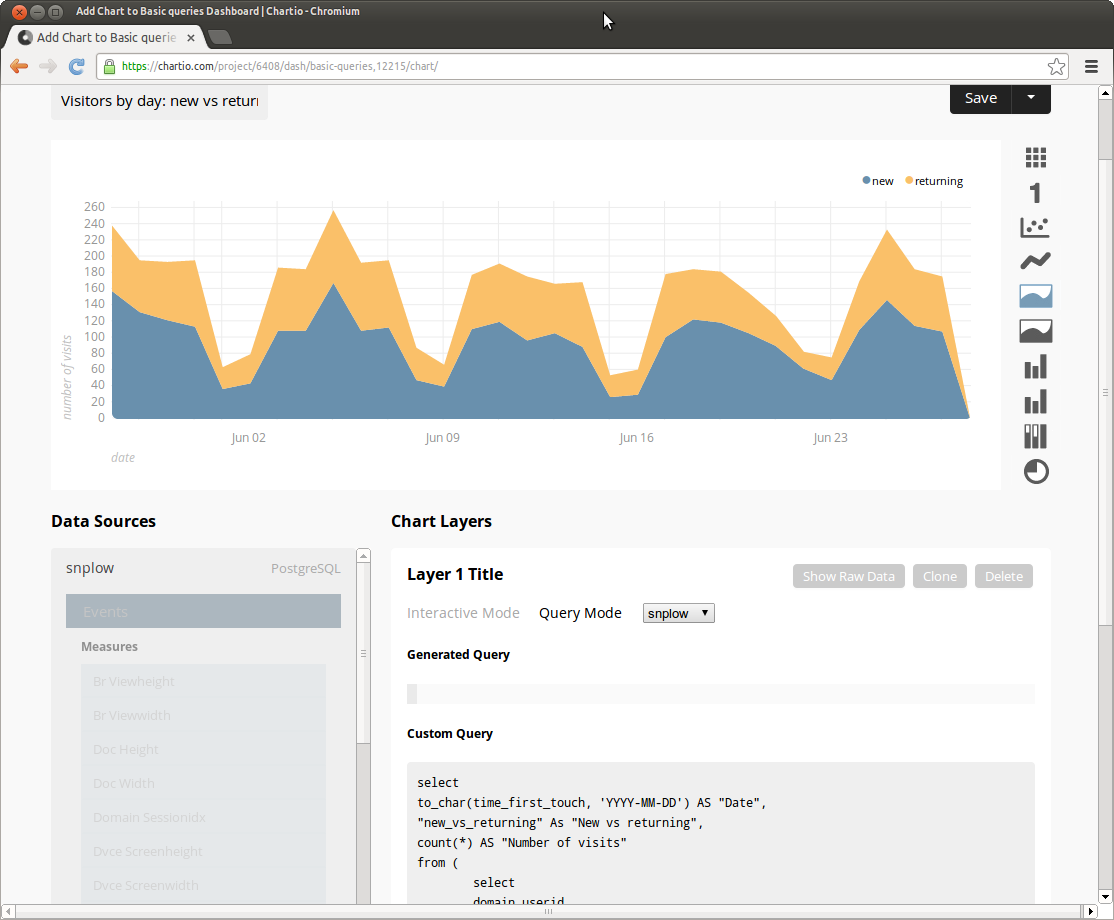 Add Chart to Basic queries Dashboard | Chartio - Chromium
Add Chart to Basic querie
https://chartio.com/project/6408/dash/basic-queries,12215/chart/
Visitors by day: new vs returi
Save
new returning
260
240
220
200
180
160
140
120
100
80
60
40
20
0
number of visits
Jun 02 Jun 09 Jun 16 Jun 23
date
1
Data Sources
Chart Layers
snplow PostgreSQL
Events
Measures
Br Viewheight
Br Viewwidth
Doc Height
Doc Width
Domain Sessionidx
Dvce Screenheight
Dvce Screenwidth
Layer 1 Title
Show Raw Data Clone Delete
Interactive Mode Query Mode snplow
Generated Query
Custom Query
select
to_char(time_first_touch, 'YYYY-MM-DD') AS "Date",
"new_vs_returning" As "New vs returning",
count(*) AS "Number of visits"
from (
select
domain_userid